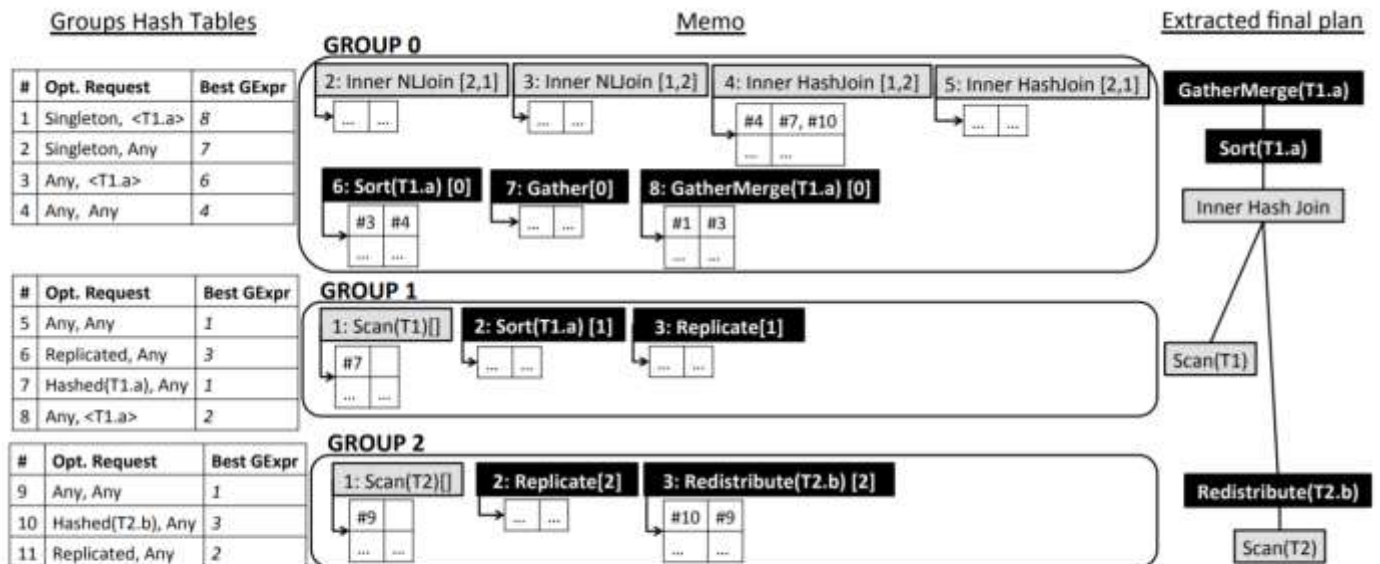 Groups Hash Tables
Memo
Extracted final plan
GROUP 0
# Opt. Request Best GExpr
1 Singleton, <T1.a> 8
2 Singleton, Any 7
3 Any, <T1.a> 6
4 Any, Any 4
2: Inner NLJoin [2,1]
... ...
3: Inner NLJoin [1,2]
... ...
4: Inner HashJoin [1,2]
#4 #7, #10
... ...
5: Inner HashJoin [2,1]
... ...
6: Sort(T1.a) [0]
#3 #4
... ...
7: Gather[0]
... ...
8: GatherMerge(T1.a) [0]
#1 #3
... ...
GatherMerge(T1.a)
Sort(T1.a)
Inner Hash Join
Scan(T1)
Redistribute(T2.b)
Scan(T2)
# Opt. Request Best GExpr
5 Any, Any 1
6 Replicated, Any 3
7 Hashed(T1.a), Any 1
8 Any, <T1.a> 2
GROUP 1
1: Scan(T1)[]
#7
... ...
2: Sort(T1.a) [1]
... ...
3: Replicate[1]
... ...
# Opt. Request Best GExpr
9 Any, Any 1
10 Hashed(T2.b), Any 3
11 Replicated, Any 2
GROUP 2
1: Scan(T2)[]
#9
... ...
2: Replicate[2]
... ...
3: Redistribute(T2.b) [2]
#10 #9
... ...